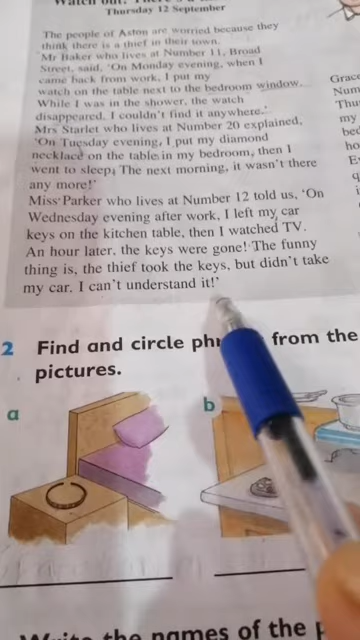 Watch out! There's a
Thursday 12 September
The people of Aston are worried because they
think there is a thief in their town.
Mr Baker who lives at Number 11, Broad
Street, said, 'On Monday evening, when I
came back from work, I put my
watch on the table next to the bedroom window.
While I was in the shower, the watch
disappeared. I couldn't find it anywhere.'
Mrs Starlet who lives at Number 20 explained,
'On Tuesday evening, I put my diamond
necklace on the table in my bedroom, then I
went to sleep. The next morning, it wasn't there
any more!'
Miss Parker who lives at Number 12 told us, 'On
Wednesday evening after work, I left my car
keys on the kitchen table, then I watched TV.
An hour later, the keys were gone! The funny
thing is, the thief took the keys, but didn't take
my car. I can't understand it!'
Grac
Num
Thu
my
bec
ho
E
q
2 Find and circle phr from the
pictures.
a
b
Write the names of the p